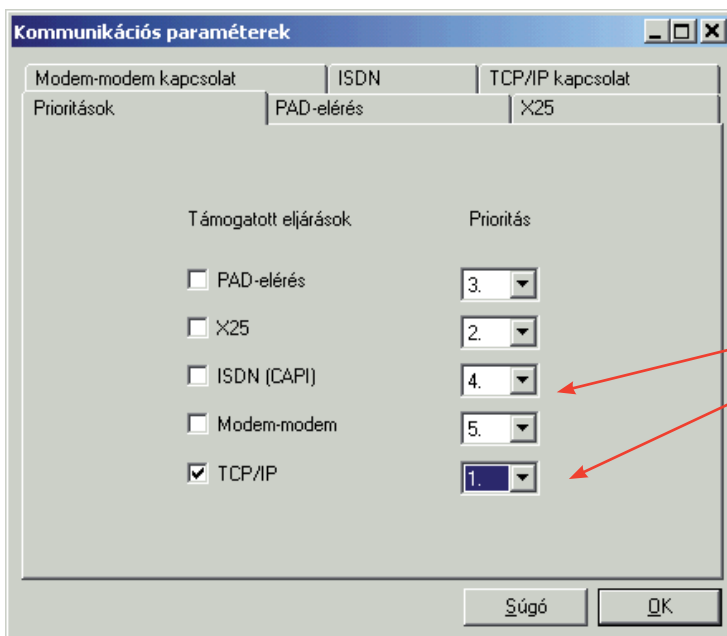 Kommunikációs paraméterek
Modem-modem kapcsolat ISDN TCP/IP kapcsolat
Prioritások PAD-elérés X25
Támogatott eljárások Prioritás
PAD-elérés 3.
X25 2.
ISDN (CAPI) 4.
Modem-modem 5.
TCP/IP 1.
Súgó OK